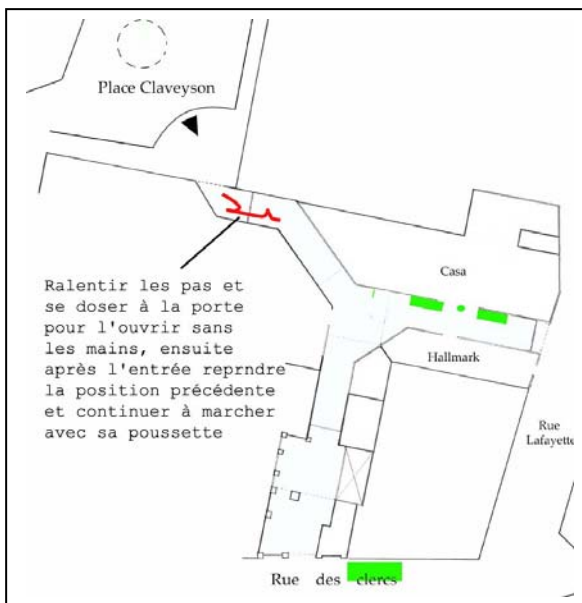 Place Claveyson
Casa
Ralentir les pas et
se doser à la porte
pour l'ouvrir sans
les mains, ensuite
après l'entrée reprndre
la position précédente
et continuer à marcher
avec sa poussette
Hallmark
Rue
Lafayette
Rue des clercs